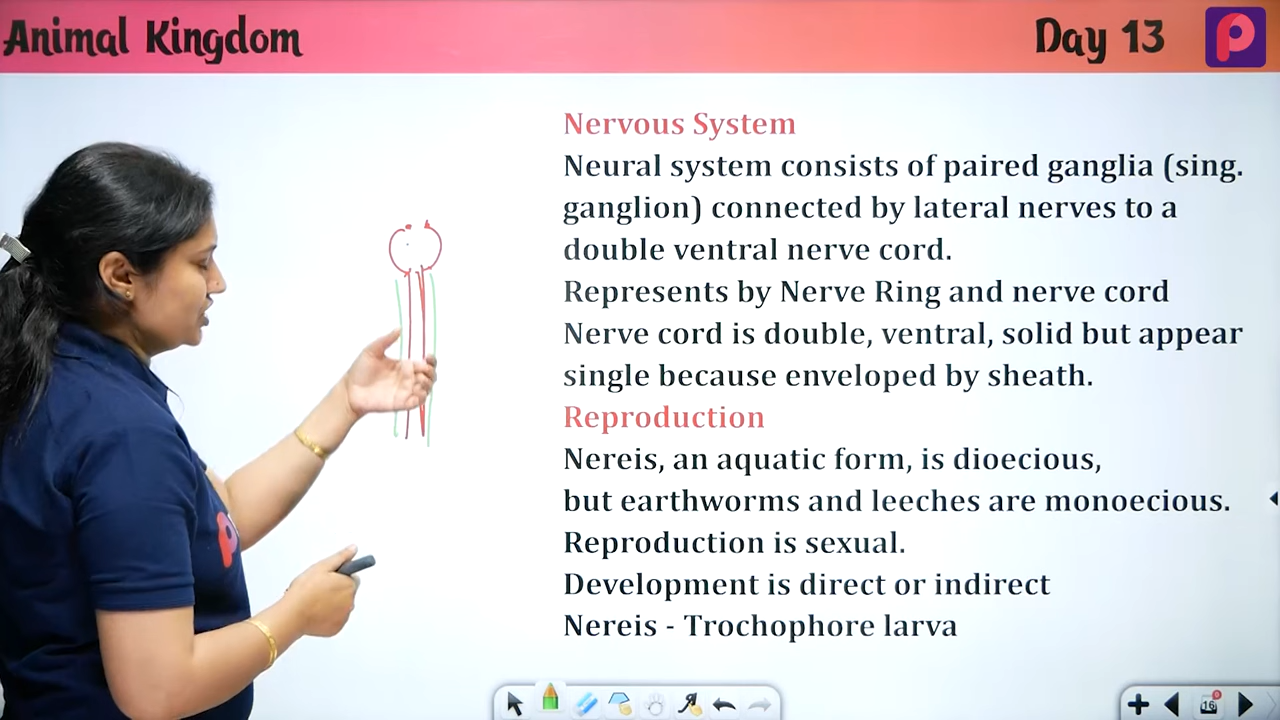 Animal Kingdom
Day 13
Nervous System
Neural system consists of paired ganglia (sing.
ganglion) connected by lateral nerves to a
double ventral nerve cord.
Represents by Nerve Ring and nerve cord
Nerve cord is double, ventral, solid but appear
single because enveloped by sheath.
Reproduction
Nereis, an aquatic form, is dioecious,
but earthworms and leeches are monoecious.
Reproduction is sexual.
Development is direct or indirect
Nereis - Trochophore larva
16